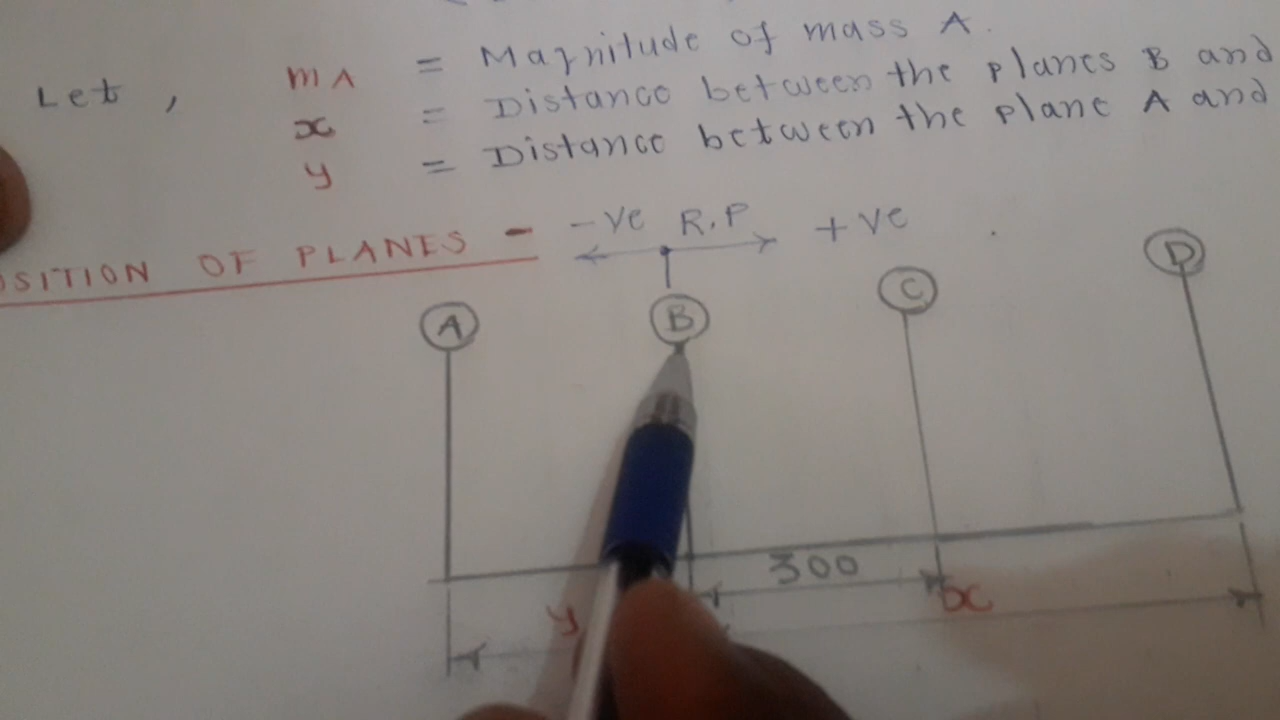 Let , mA = Magnitude of mass A.
x = Distance between the planes B and
y = Distance between the plane A and
OSITION OF PLANES - -ve R.P +ve
A B C D
300
y x